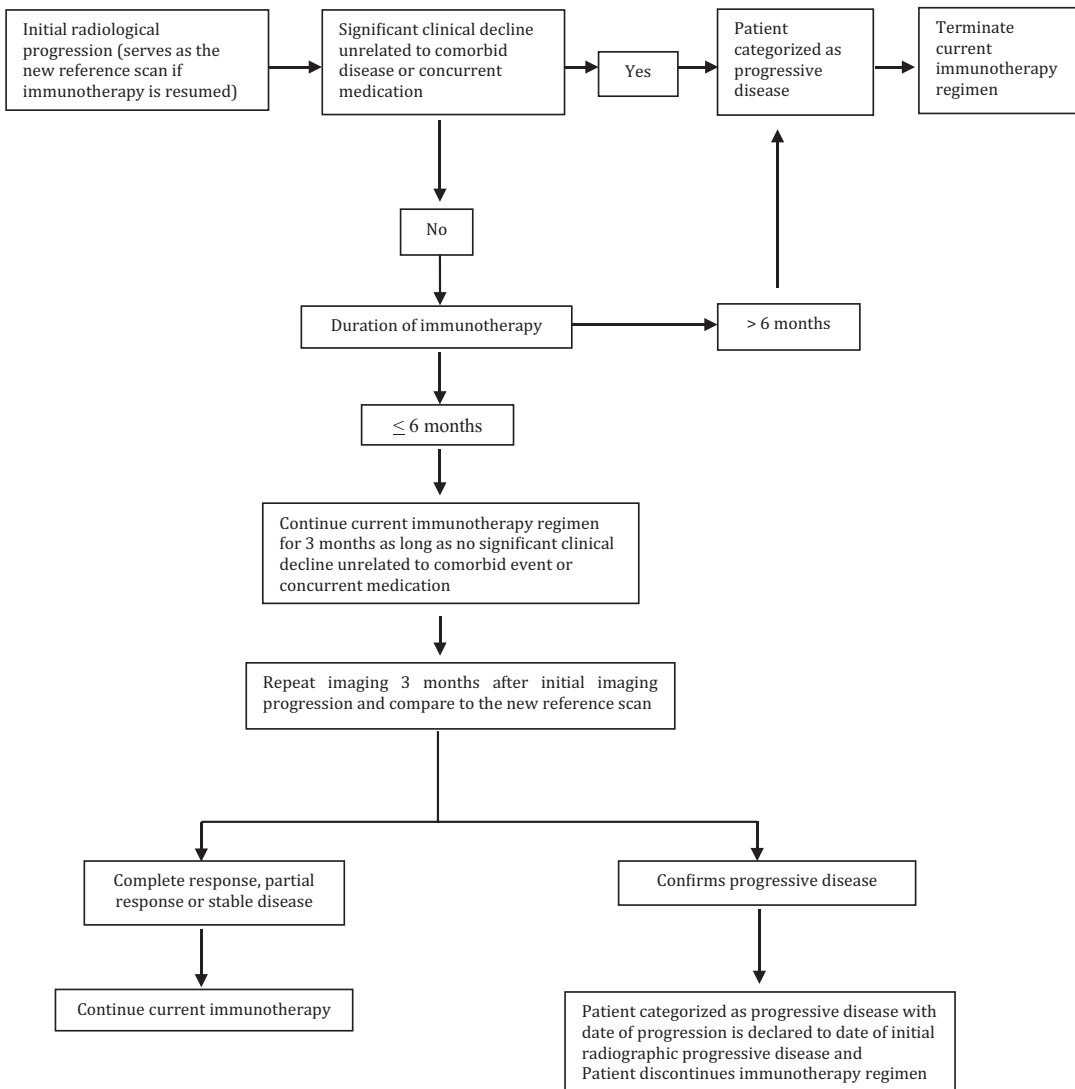 Initial radiological
progression (serves as the
new reference scan if
immunotherapy is resumed)
Significant clinical decline
unrelated to comorbid
disease or concurrent
medication
Yes
Patient
categorized as
progressive
disease
Terminate
current
immunotherapy
regimen
No
Duration of immunotherapy
> 6 months
≤ 6 months
Continue current immunotherapy regimen
for 3 months as long as no significant clinical
decline unrelated to comorbid event or
concurrent medication
Repeat imaging 3 months after initial imaging
progression and compare to the new reference scan
Complete response, partial
response or stable disease
Confirms progressive disease
Continue current immunotherapy
Patient categorized as progressive disease with
date of progression is declared to date of initial
radiographic progressive disease and
Patient discontinues immunotherapy regimen